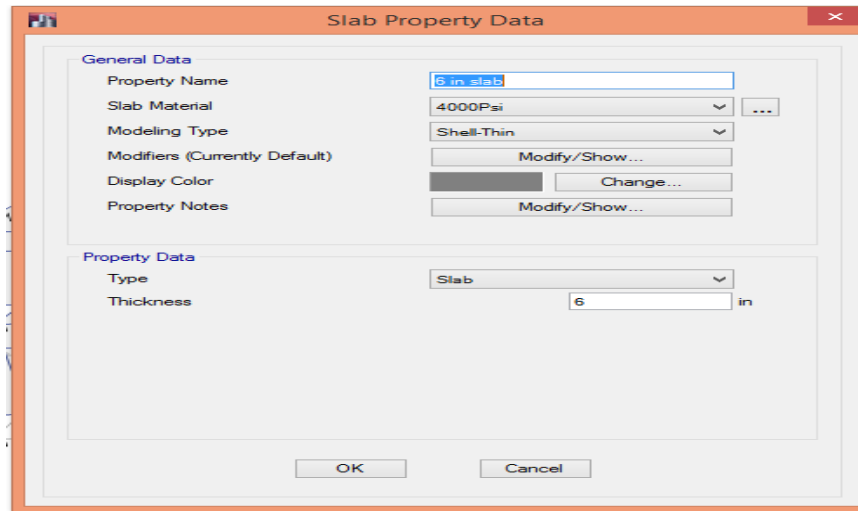 Slab Property Data
General Data
Property Name 6 in slab
Slab Material 4000Psi ...
Modeling Type Shell-Thin
Modifiers (Currently Default) Modify/Show...
Display Color Change...
Property Notes Modify/Show...
Property Data
Type Slab
Thickness 6 in
OK Cancel